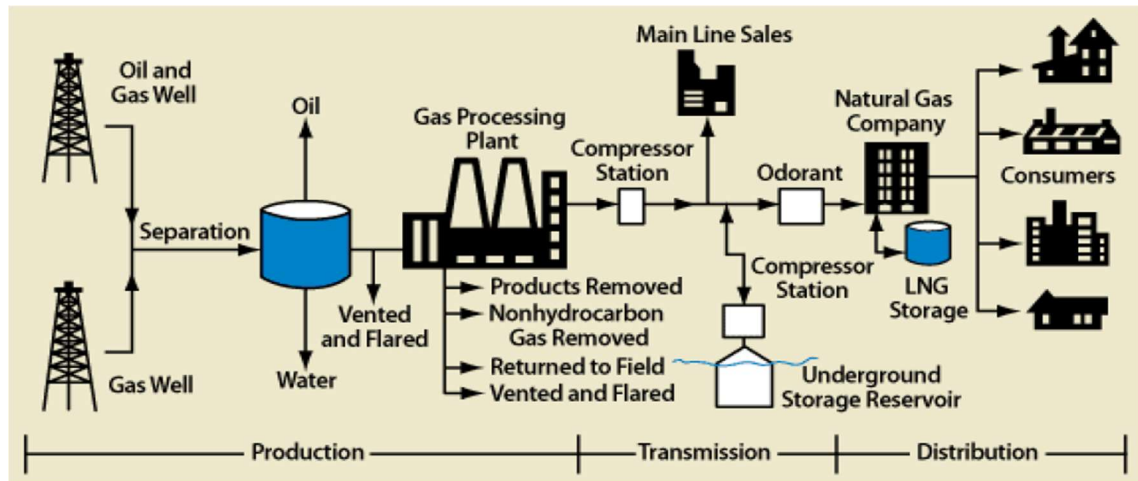 Oil and
Gas Well
Oil
Separation
Gas Well
Water
Vented
and Flared
Gas Processing
Plant
Products Removed
Nonhydrocarbon
Gas Removed
Returned to Field
Vented and Flared
Compressor
Station
Main Line Sales
Odorant
Compressor
Station
Underground
Storage Reservoir
Natural Gas
Company
LNG
Storage
Consumers
Production
Transmission
Distribution